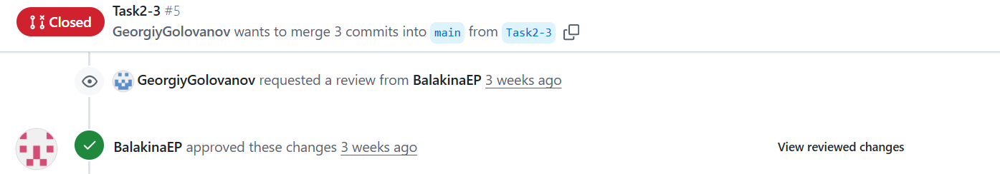 Closed
Task2-3 #5
GeorgiyGolovanov wants to merge 3 commits into main from Task2-3
GeorgiyGolovanov requested a review from BalakinaEP 3 weeks ago
BalakinaEP approved these changes 3 weeks ago
View reviewed changes